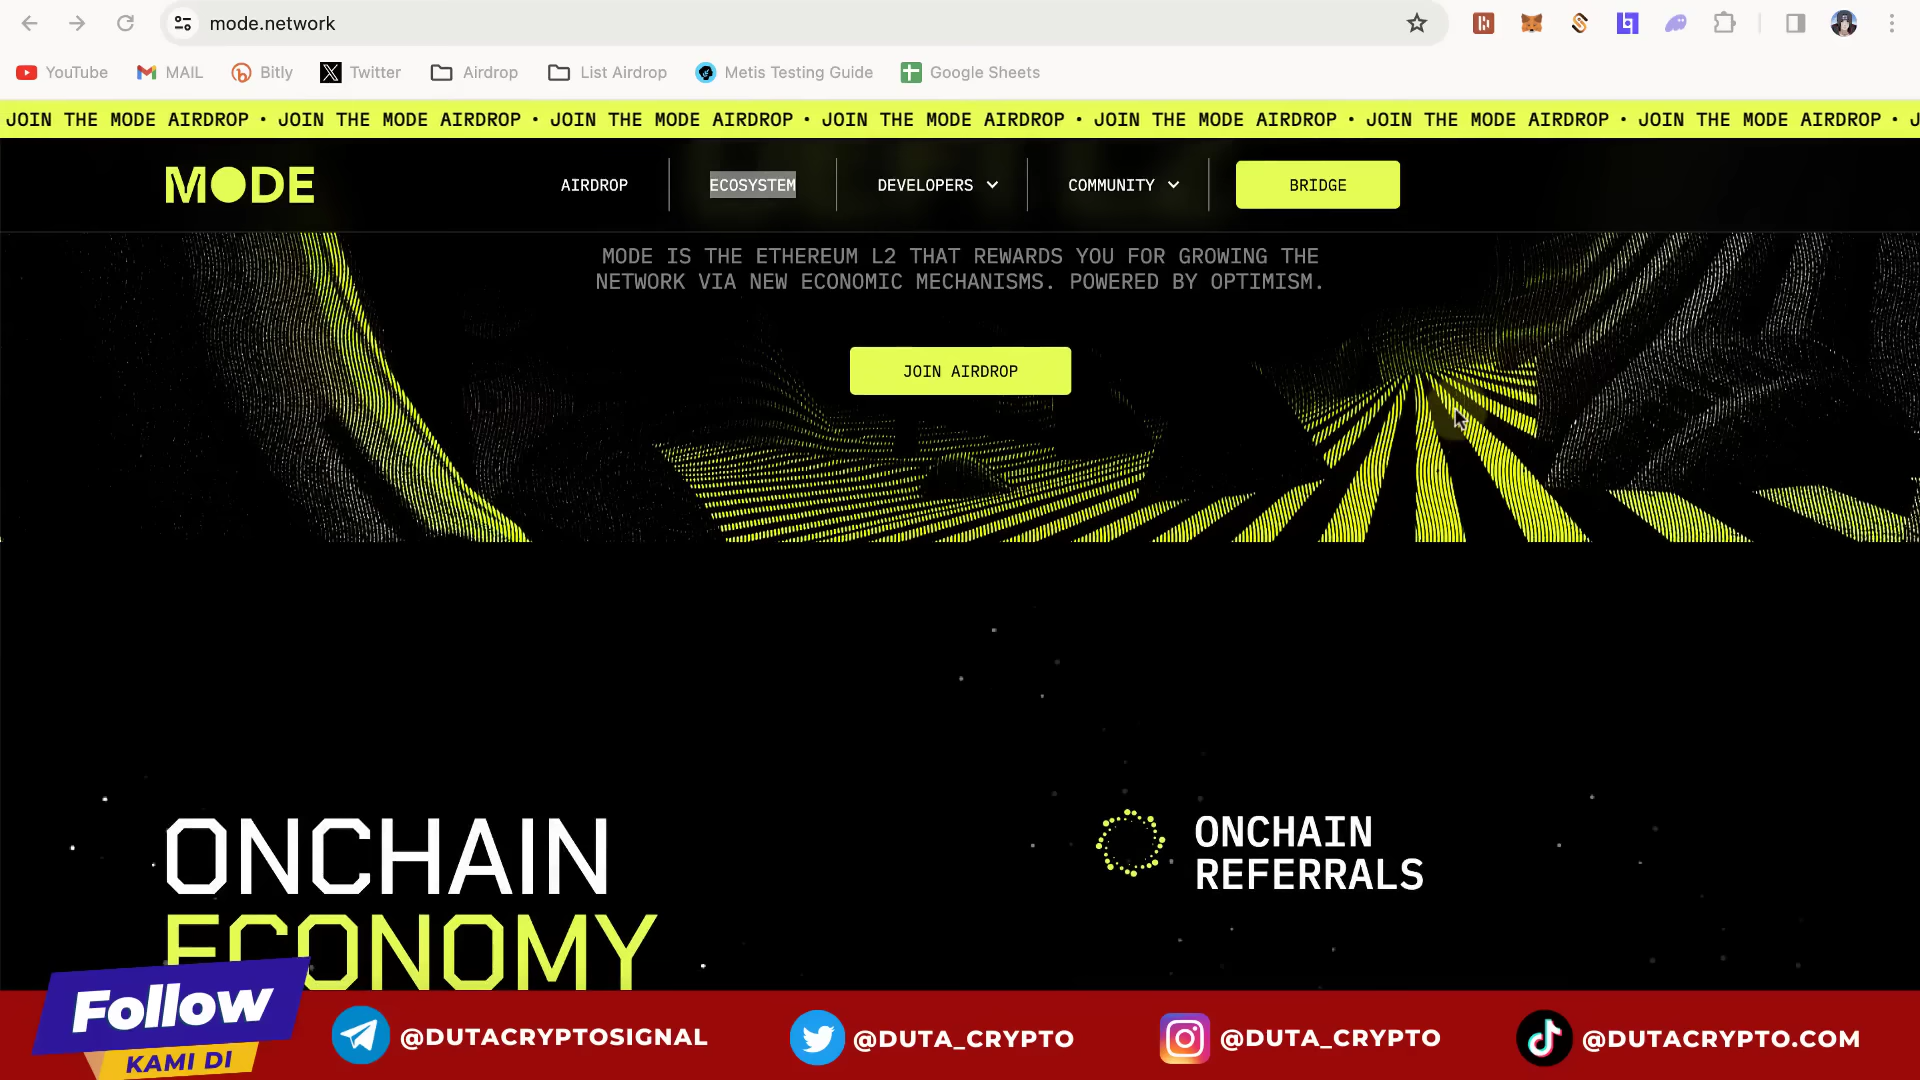 mode.network
YouTube MAIL Bitly Twitter Airdrop List Airdrop Metis Testing Guide Google Sheets
JOIN THE MODE AIRDROP • JOIN THE MODE AIRDROP • JOIN THE MODE AIRDROP • JOIN THE MODE AIRDROP • JOIN THE MODE AIRDROP • JOIN THE MODE AIRDROP • JOIN THE MODE AIRDROP • J
MODE AIRDROP ECOSYSTEM DEVELOPERS COMMUNITY BRIDGE
MODE IS THE ETHEREUM L2 THAT REWARDS YOU FOR GROWING THE
NETWORK VIA NEW ECONOMIC MECHANISMS. POWERED BY OPTIMISM.
JOIN AIRDROP
ONCHAIN
ECONOMY
ONCHAIN
REFERRALS
Follow
KAMI DI
@DUTACRYPTOSIGNAL @DUTA_CRYPTO @DUTA_CRYPTO @DUTACRYPTO.COM